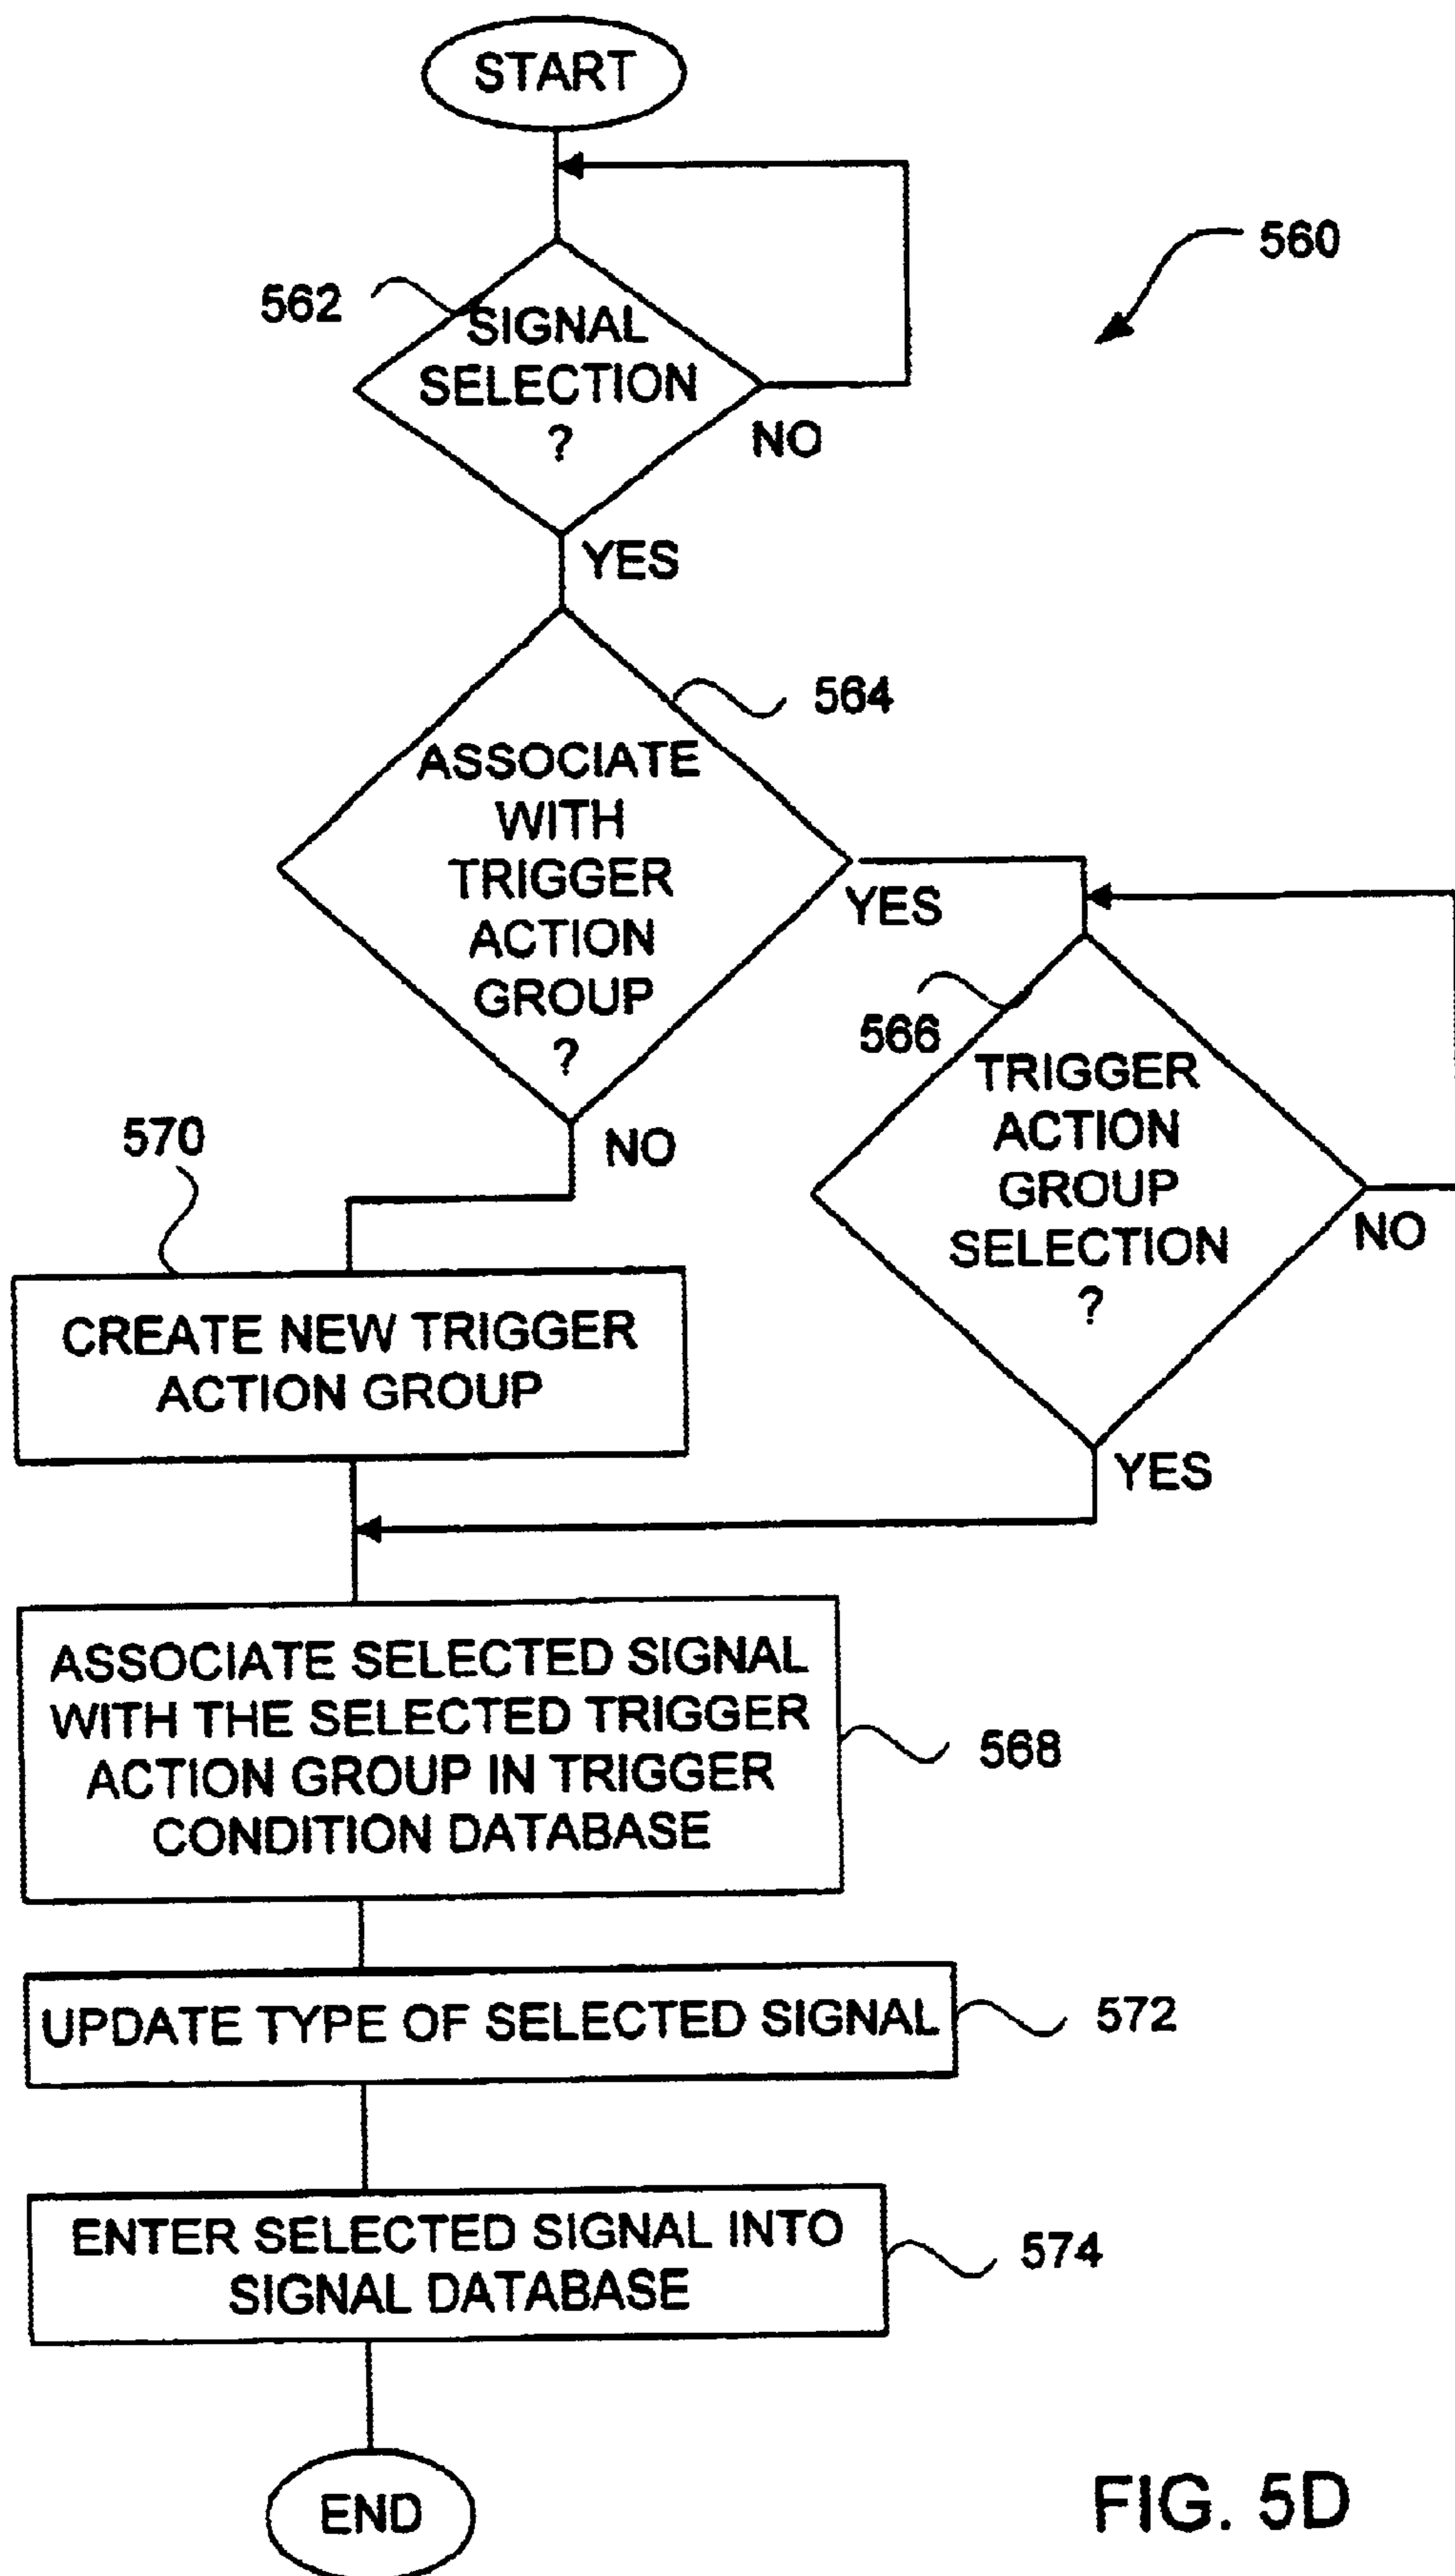 START
560
562
SIGNAL
SELECTION
?
NO
YES
564
ASSOCIATE
WITH
TRIGGER
ACTION
GROUP
?
YES
NO
566
TRIGGER
ACTION
GROUP
SELECTION
?
NO
YES
570
CREATE NEW TRIGGER
ACTION GROUP
ASSOCIATE SELECTED SIGNAL
WITH THE SELECTED TRIGGER
ACTION GROUP IN TRIGGER
CONDITION DATABASE
568
UPDATE TYPE OF SELECTED SIGNAL
572
ENTER SELECTED SIGNAL INTO
SIGNAL DATABASE
574
END
FIG. 5D